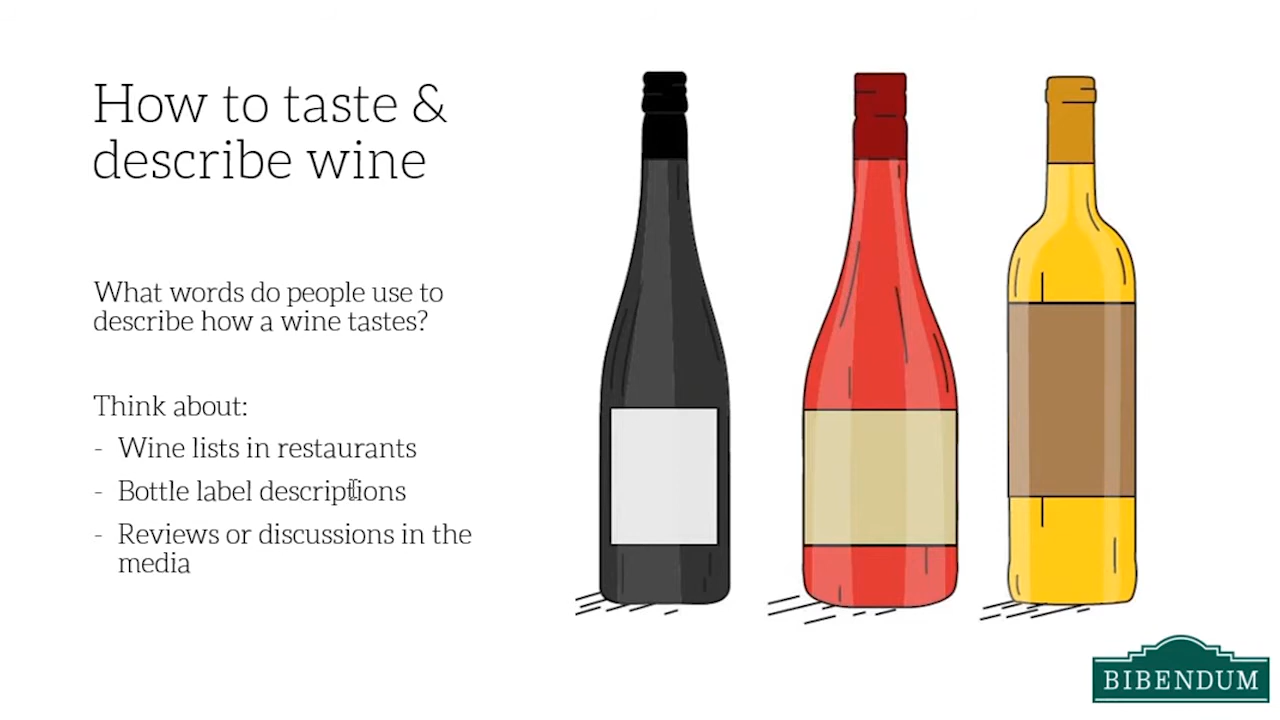 How to taste &
describe wine
What words do people use to
describe how a wine tastes?
Think about:
- Wine lists in restaurants
- Bottle label descriptions
- Reviews or discussions in the
media
BIBENDUM